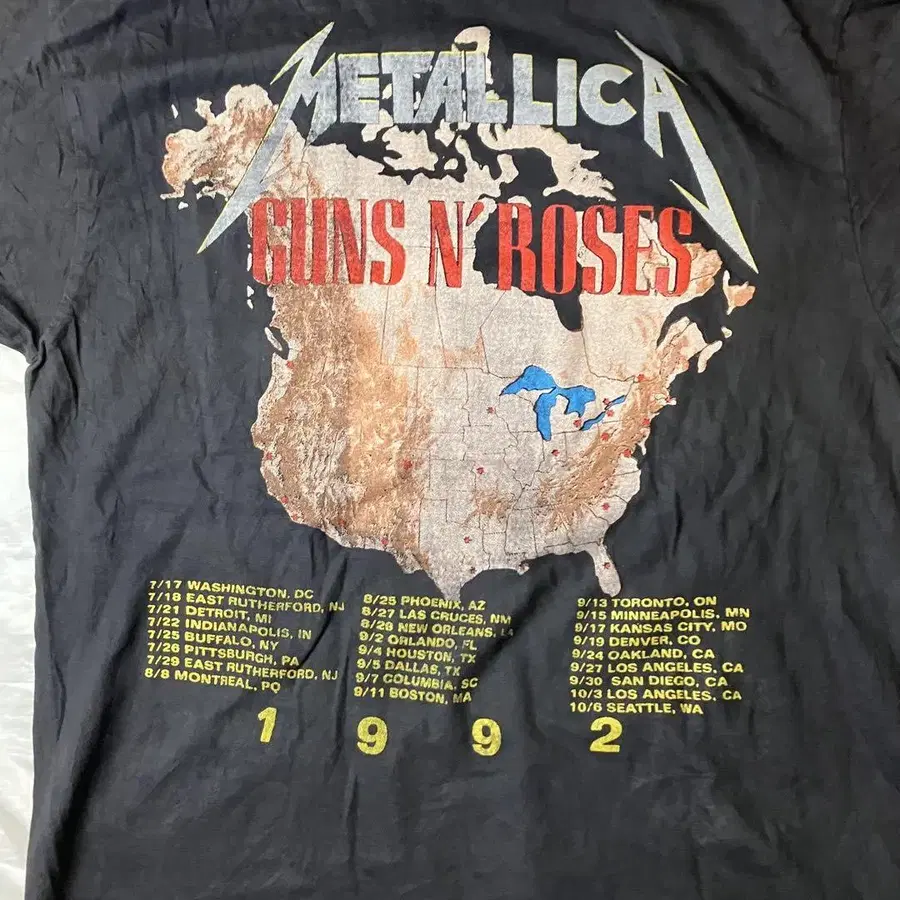 METALLICA
GUNS N' ROSES
7/17 WASHINGTON, DC
7/18 EAST RUTHERFORD, NJ
7/21 DETROIT, MI
7/22 INDIANAPOLIS, IN
7/25 BUFFALO, NY
7/26 PITTSBURGH, PA
7/29 EAST RUTHERFORD, NJ
8/8 MONTREAL, PQ
8/25 PHOENIX, AZ
8/27 LAS CRUCES, NM
8/29 NEW ORLEANS, LA
9/2 ORLANDO, FL
9/4 HOUSTON, TX
9/5 DALLAS, TX
9/7 COLUMBIA, SC
9/11 BOSTON, MA
9/13 TORONTO, ON
9/15 MINNEAPOLIS, MN
9/17 KANSAS CITY, MO
9/19 DENVER, CO
9/24 OAKLAND, CA
9/27 LOS ANGELES, CA
9/30 SAN DIEGO, CA
10/3 LOS ANGELES, CA
10/6 SEATTLE, WA
1992